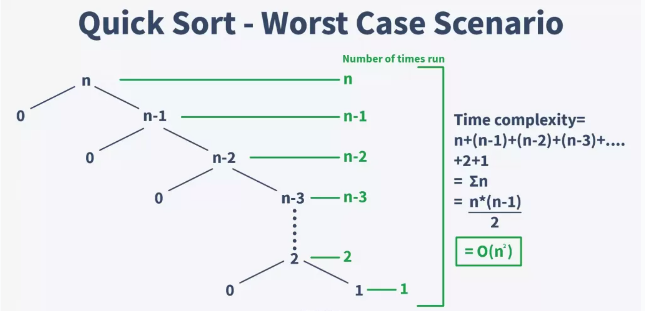 Quick Sort - Worst Case Scenario
Number of times run
n
n
0
n-1
n-1
0
n-2
n-2
0
n-3
n-3
2
2
0
1
1
Time complexity=
n+(n-1)+(n-2)+(n-3)+....
+2+1
= Σn
= n*(n-1)
2
= O(n²)